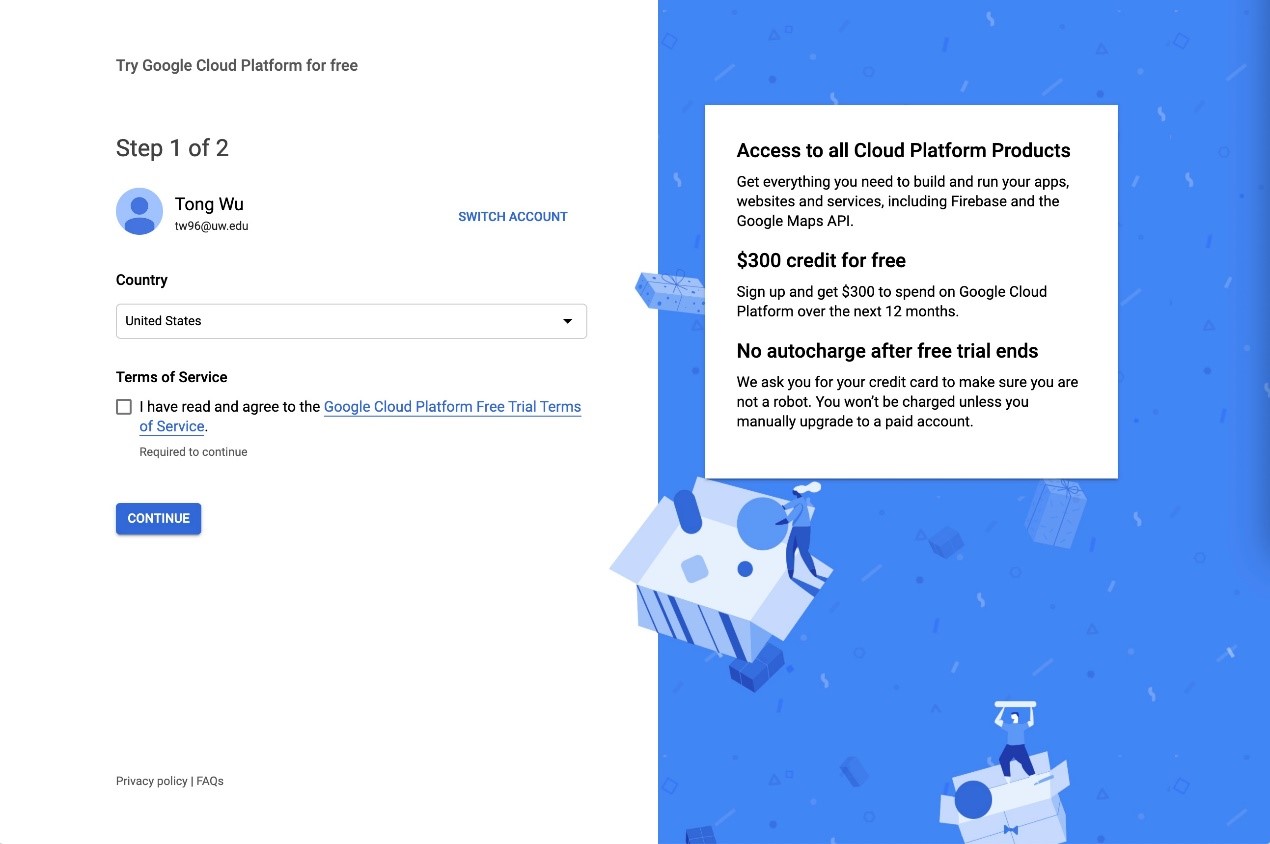 Try Google Cloud Platform for free
Step 1 of 2
Tong Wu
tw96@uw.edu
SWITCH ACCOUNT
Country
United States
Terms of Service
I have read and agree to the Google Cloud Platform Free Trial Terms
of Service.
Required to continue
CONTINUE
Privacy policy | FAQs
Access to all Cloud Platform Products
Get everything you need to build and run your apps,
websites and services, including Firebase and the
Google Maps API.
$300 credit for free
Sign up and get $300 to spend on Google Cloud
Platform over the next 12 months.
No autocharge after free trial ends
We ask you for your credit card to make sure you are
not a robot. You won’t be charged unless you
manually upgrade to a paid account.